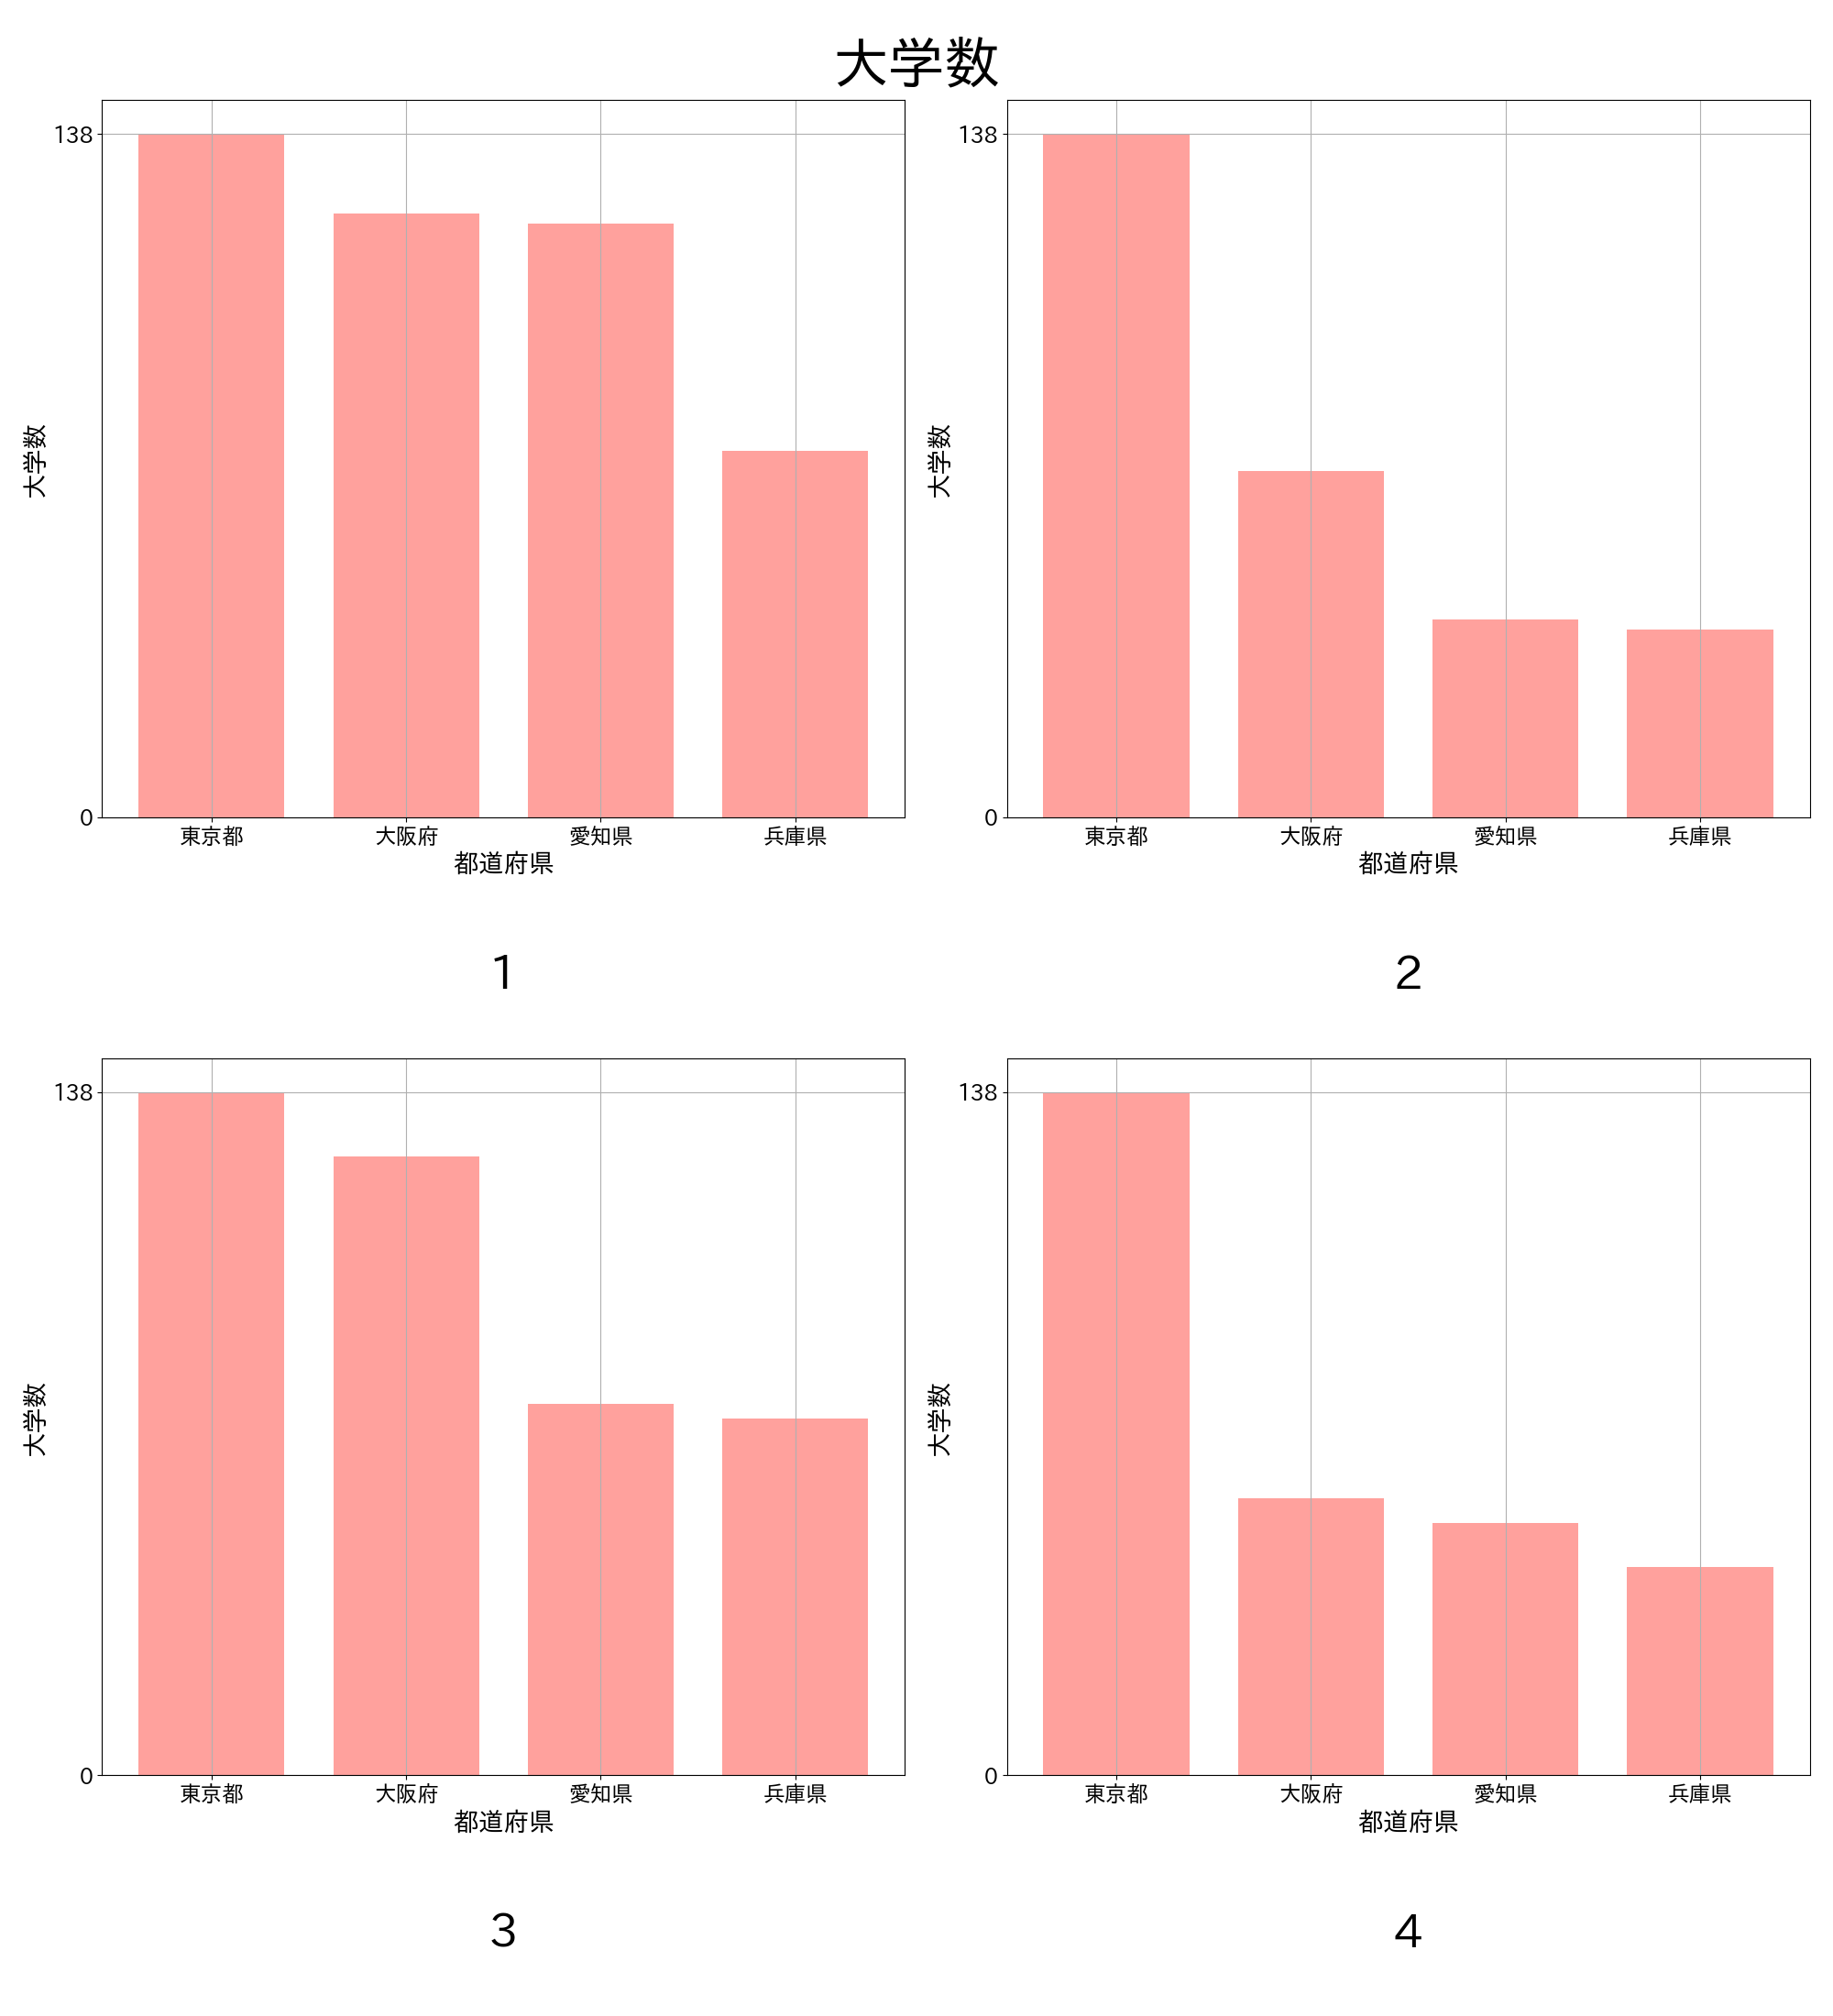 大学数
138
0
大学数
東京都 大阪府 愛知県 兵庫県
都道府県
1
138
0
大学数
東京都 大阪府 愛知県 兵庫県
都道府県
2
138
0
大学数
東京都 大阪府 愛知県 兵庫県
都道府県
3
138
0
大学数
東京都 大阪府 愛知県 兵庫県
都道府県
4